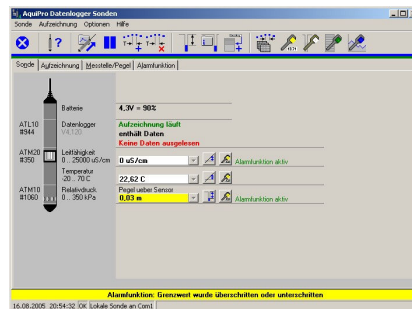 AquiPro Datenlogger Sonden
Sonde Aufzeichnung Optionen Hilfe
Sonde Aufzeichnung Messstelle/Pegel Alarmfunktion
Batterie 4.3V = 98%
ATL10 Datenlogger Aufzeichnung läuft
#944 V4.120 enthält Daten
Keine Daten ausgelesen
ATM20 Leitfähigkeit
#350 0 .. 25000 uS/cm 0 uS/cm Alarmfunktion aktiv
Temperatur
-20 .. 70 C 22,62 C
ATM10 Relativdruck Pegel ueber Sensor
#1060 0 .. 350 kPa 0,03 m Alarmfunktion aktiv
Alarmfunktion: Grenzwert wurde überschritten oder unterschritten
16.08.2005 20:54:32 OK Lokale Sonde an Com1